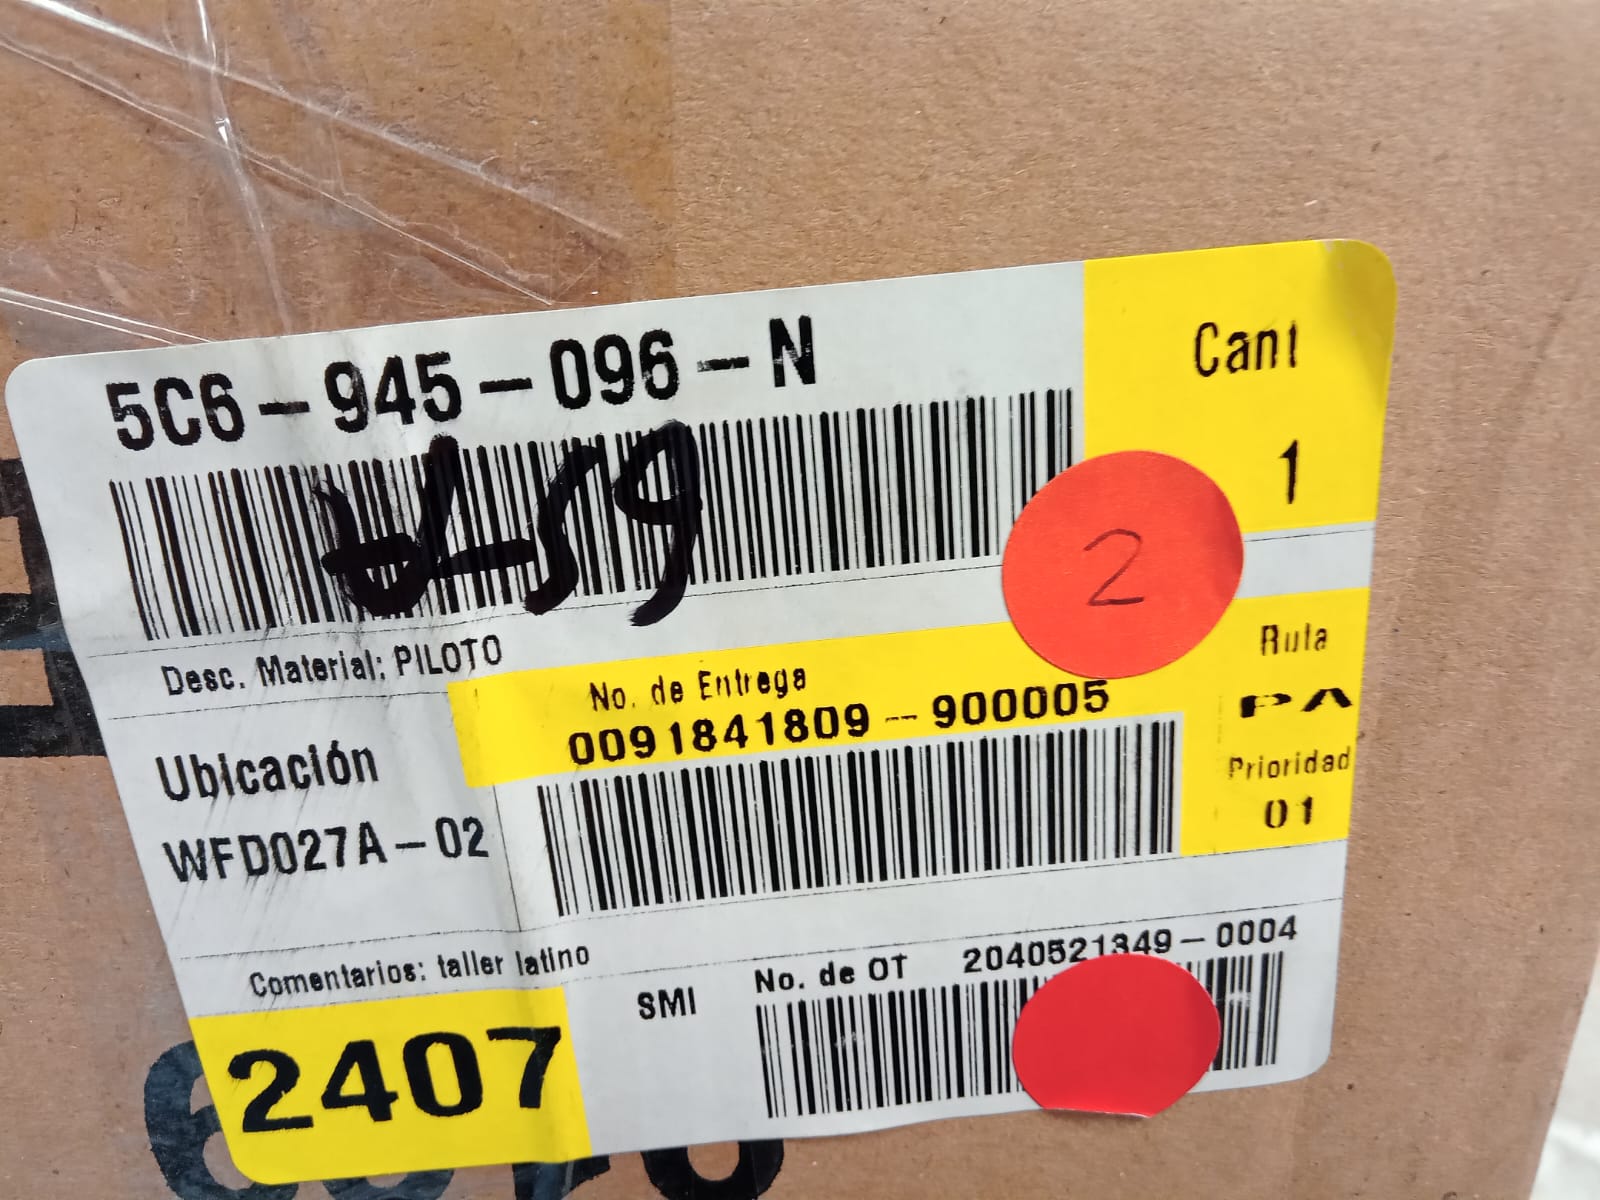 5C6-945-096-N
Cant
1
2
Desc. Material: PILOTO
No. de Entrega
0091841809-900005
Ruta
PA
Prioridad
01
Ubicación
WFD027A-02
Comentarios: taller latino
SMI
No. de OT 2040521349-0004
2407